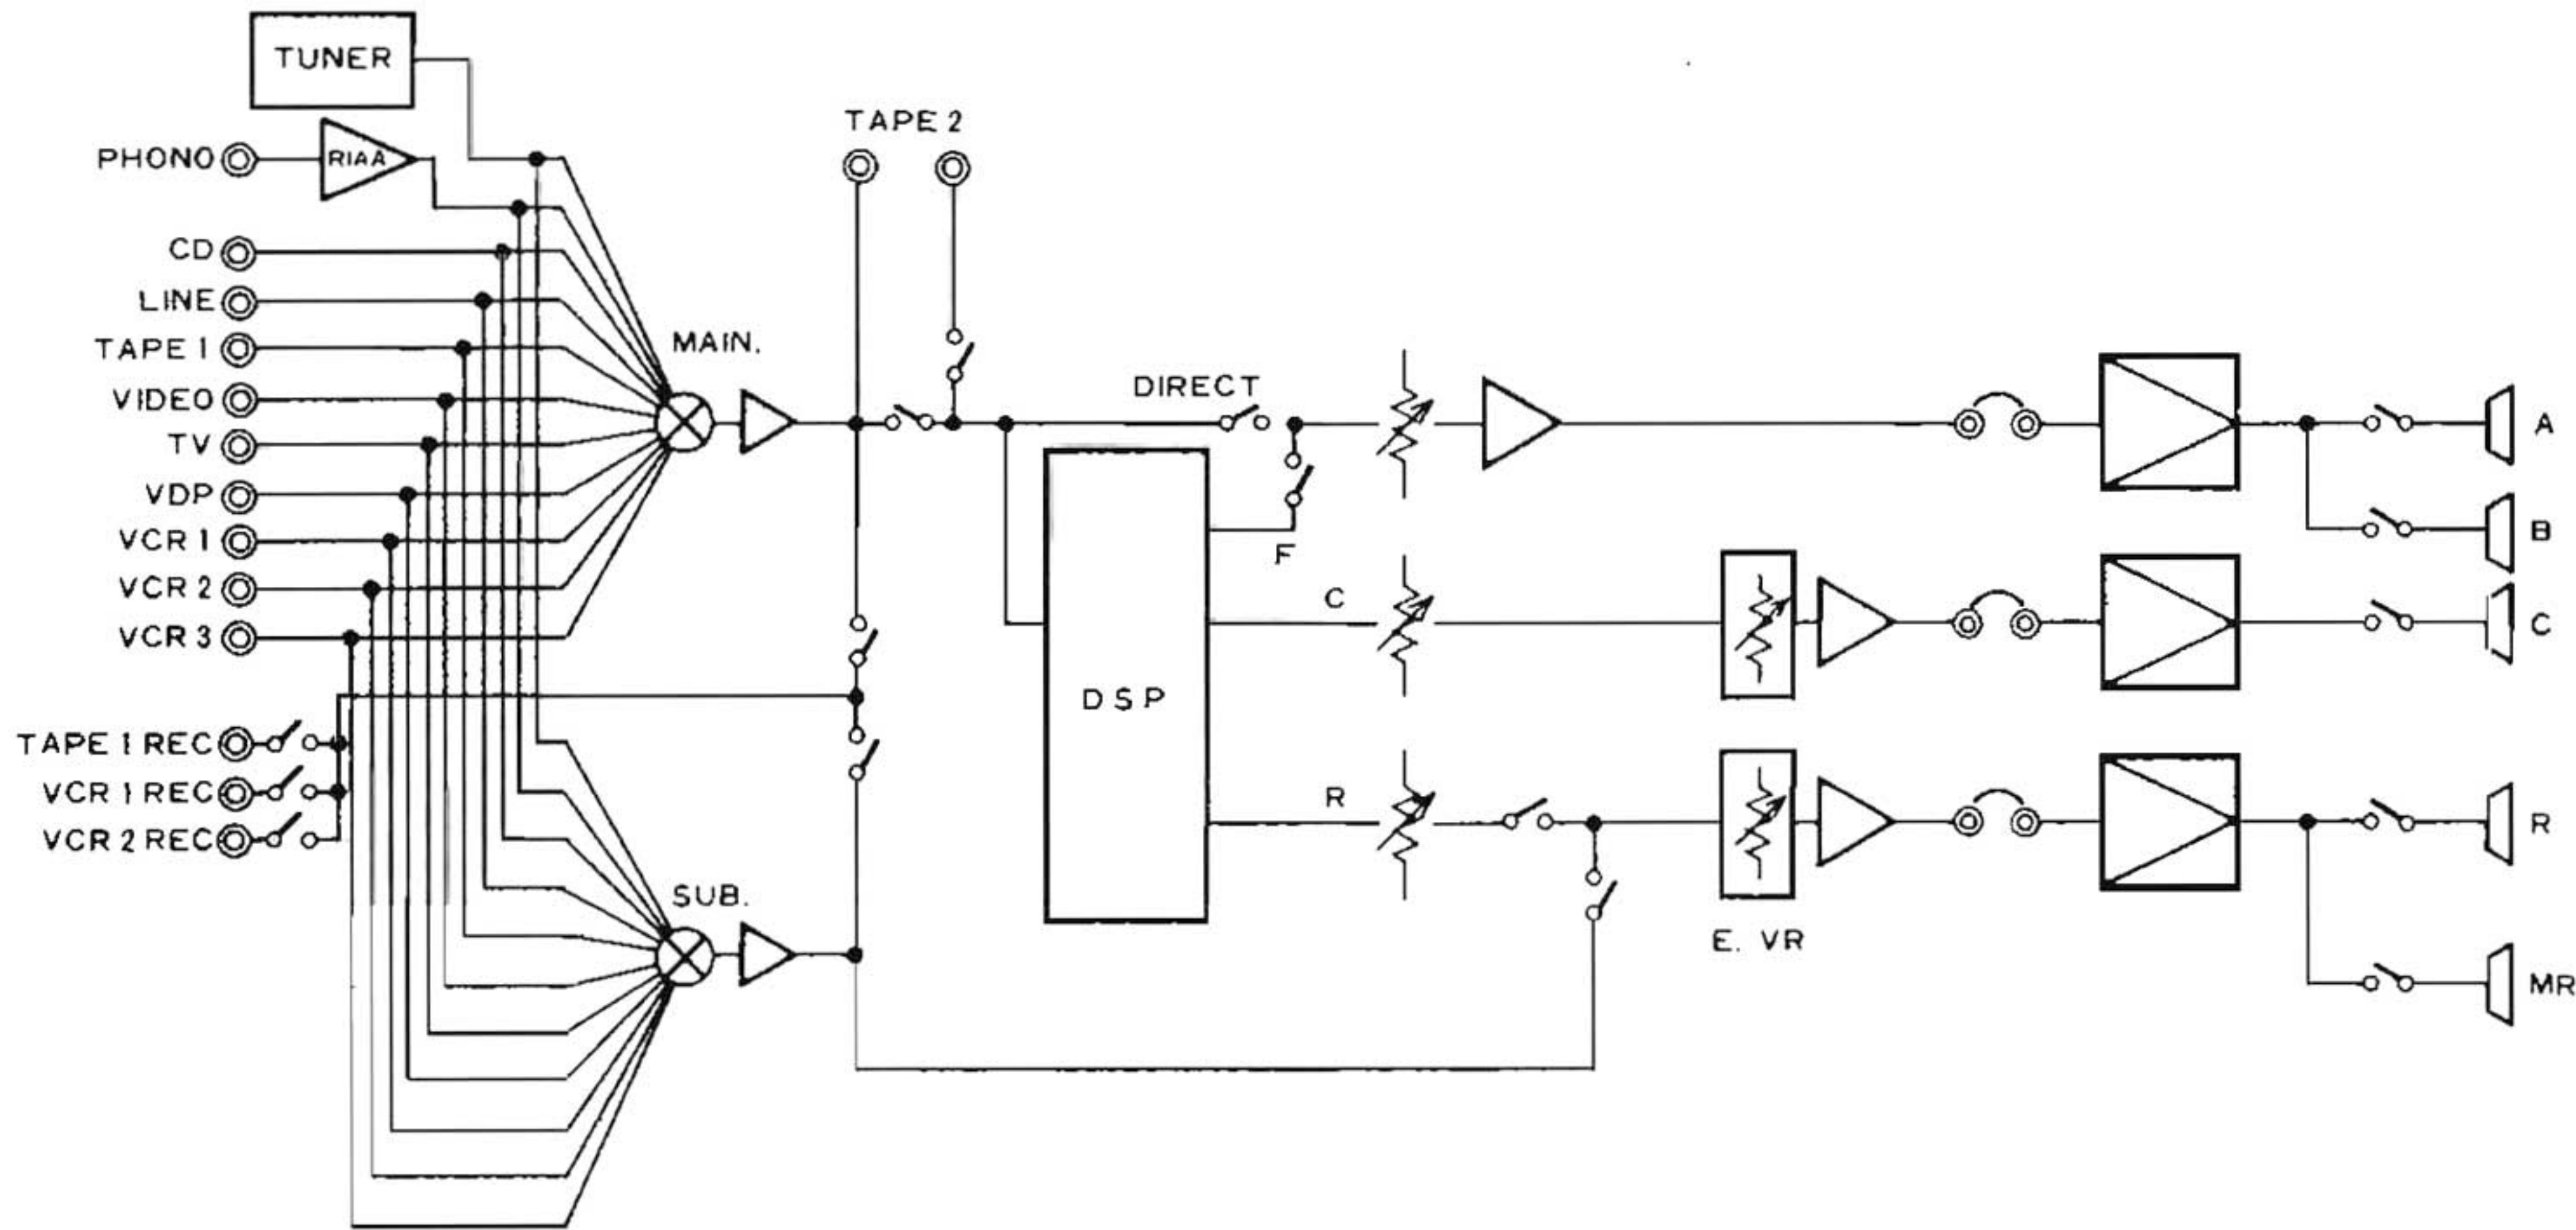 TUNER
PHONO
RIAA
CD
LINE
TAPE 1
VIDEO
TV
VDP
VCR 1
VCR 2
VCR 3
TAPE 1 REC
VCR 1 REC
VCR 2 REC
MAIN.
SUB.
TAPE 2
DIRECT
DSP
F
C
R
E. VR
A
B
C
R
MR